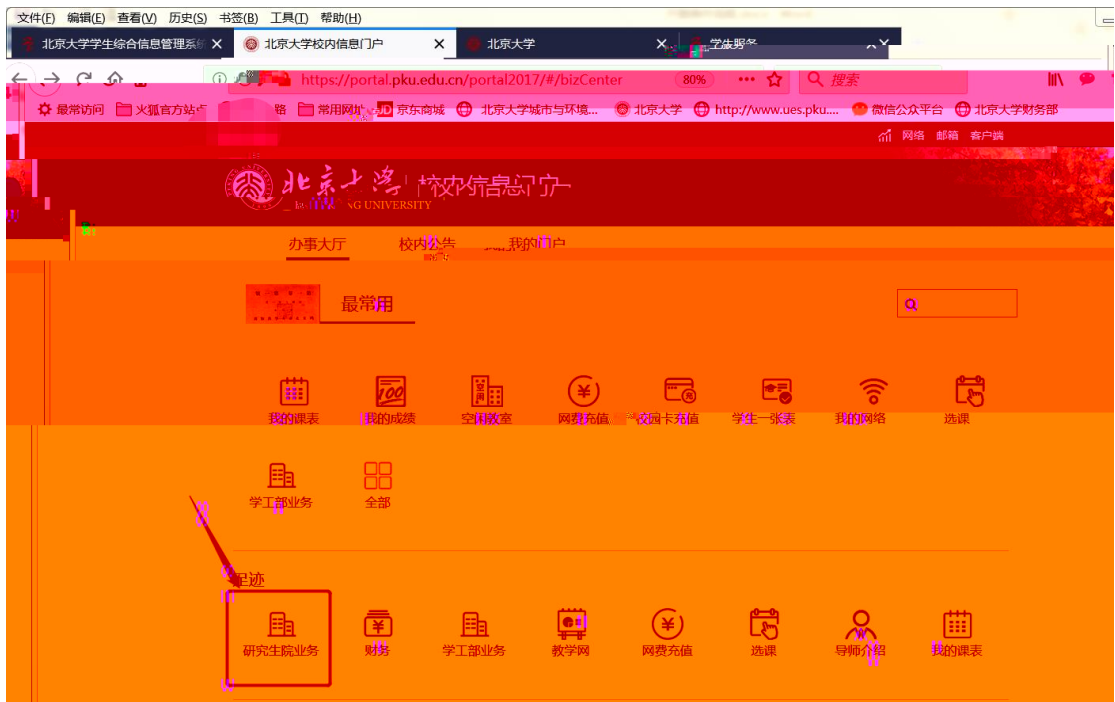 文件(F) 编辑(E) 查看(V) 历史(S) 书签(B) 工具(T) 帮助(H)
北京大学学生综合信息管理系统 × 北京大学校内信息门户 × 北京大学 × ×
https://portal.pku.edu.cn/portal2017/#/bizCenter 80% 搜索
最常访问 火狐官方站点 常用网址 JD 京东商城 北京大学城市与环境... 北京大学 http://www.ues.pku.... 微信公众平台 北京大学财务部
网络 邮箱 客户端
北京大学 校内信息门户
UNIVERSITY
办事大厅 校内公告 我的门户
最常用
我的课表 我的成绩 空闲教室 网费充值 校园卡充值 学生一张表 我的网络 选课
学工部业务 全部
足迹
研究生院业务 财务 学工部业务 教学网 网费充值 选课 导师介绍 我的课表